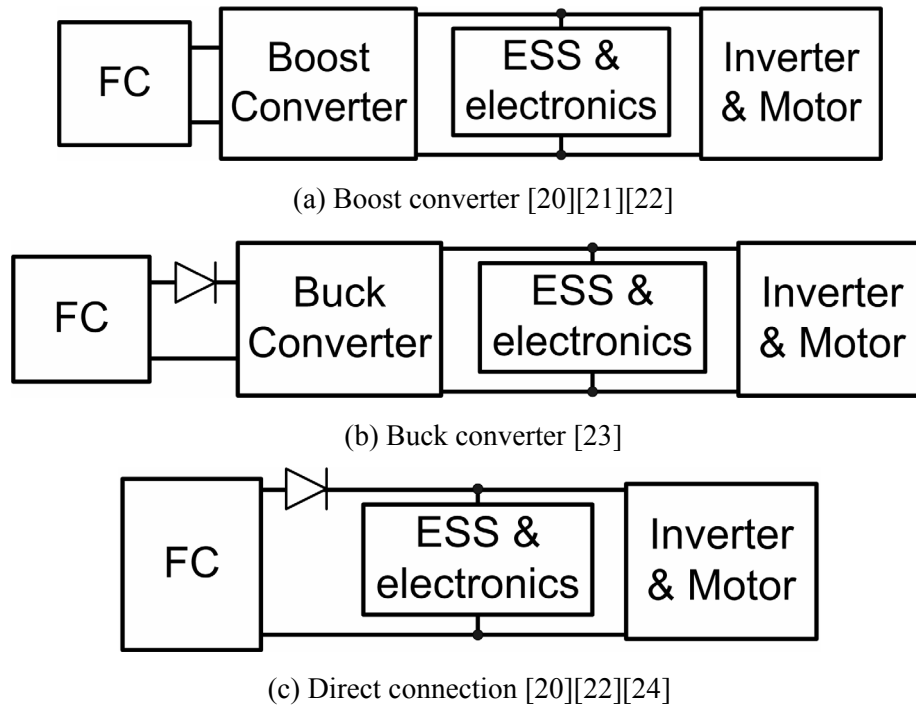 FC
Boost
Converter
ESS &
electronics
Inverter
& Motor
(a) Boost converter [20][21][22]
FC
Buck
Converter
ESS &
electronics
Inverter
& Motor
(b) Buck converter [23]
FC
ESS &
electronics
Inverter
& Motor
(c) Direct connection [20][22][24]